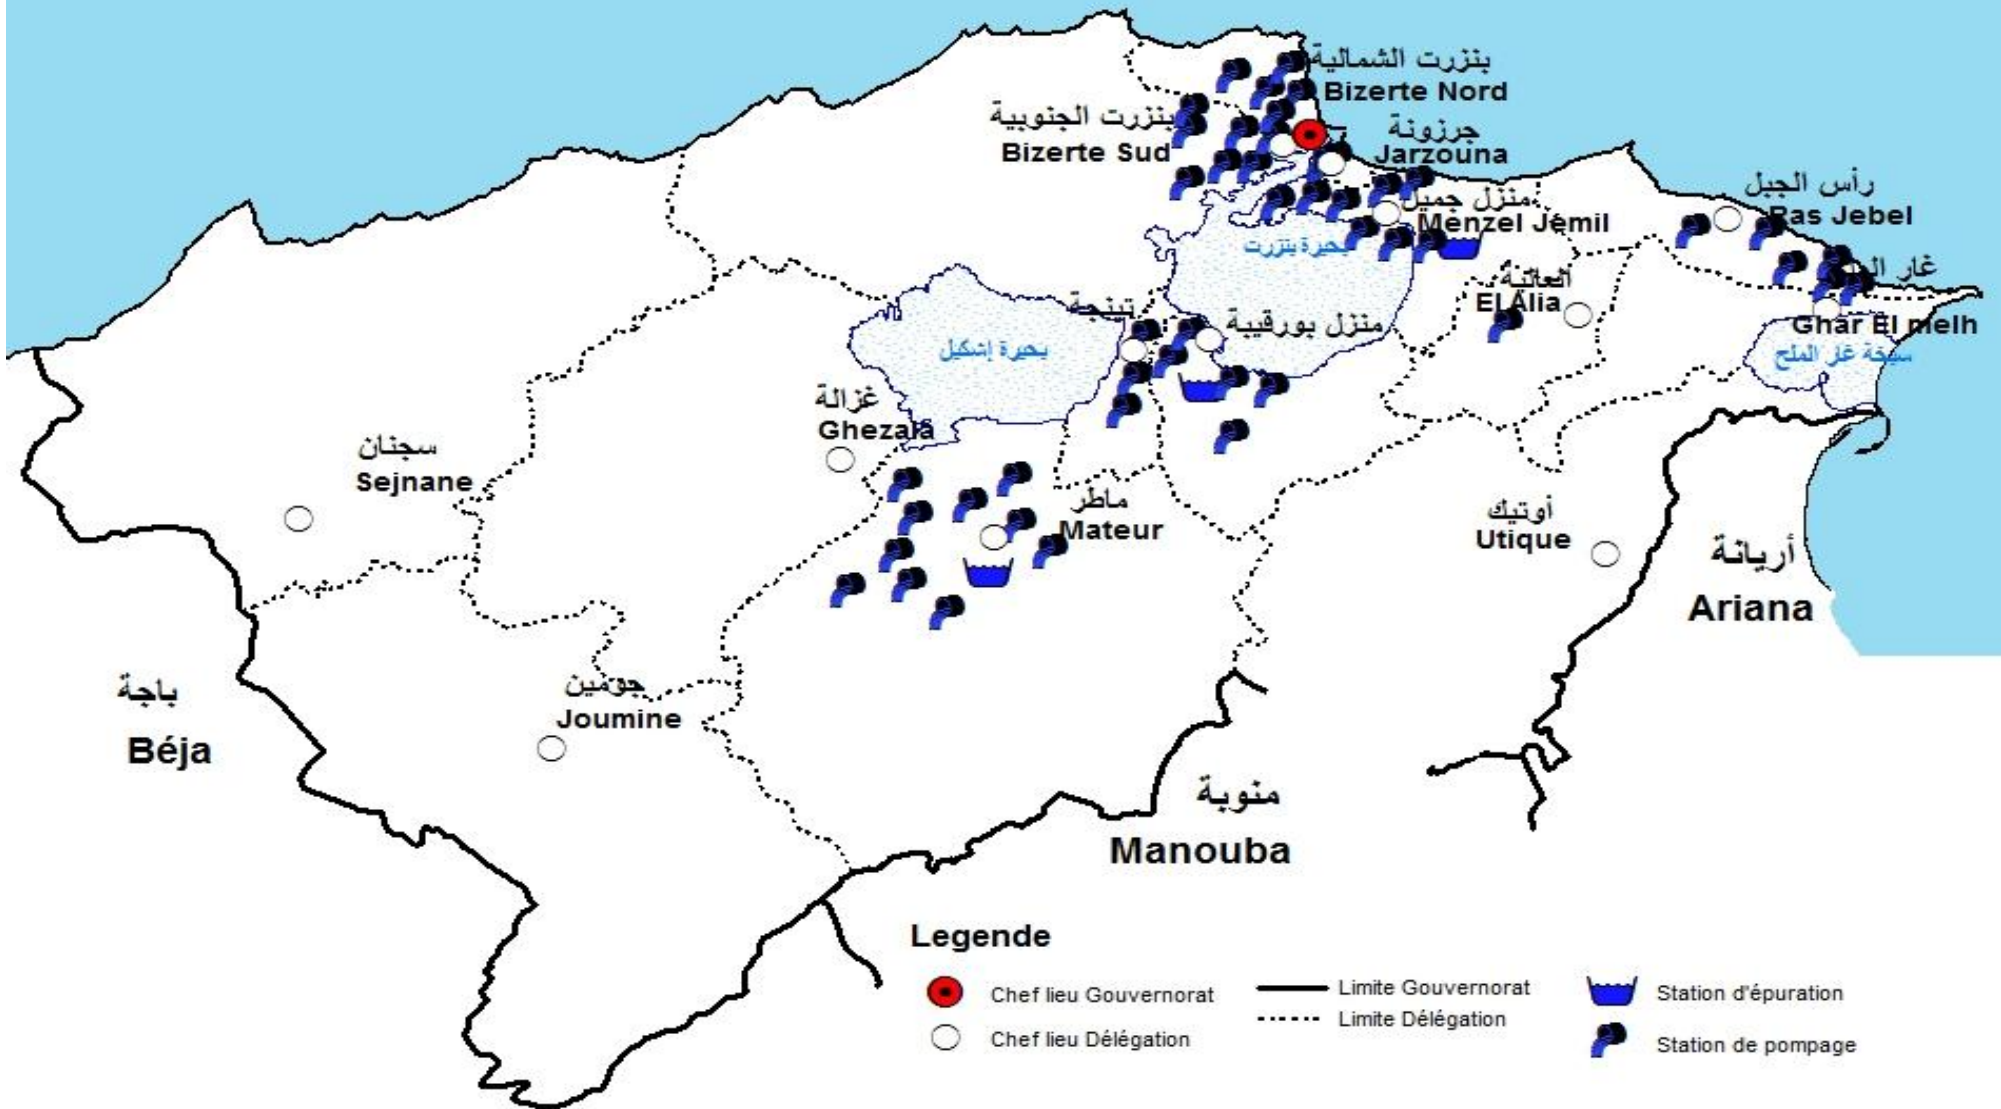 بنزرت الشمالية
Bizerte Nord
بنزرت الجنوبية
Bizerte Sud
جرزونة
Jarzouna
رأس الجبل
Ras Jebel
منزل جميل
Menzel Jemil
بحيرة بنزرت
غار
Ghar El melh
سبخة غار الملح
العالية
El Alia
تينجة
منزل بورقيبة
بحيرة إشكيل
غزالة
Ghezala
سجنان
Sejnane
ماطر
Mateur
أوتيك
Utique
أريانة
Ariana
باجة
Béja
جومين
Joumine
منوبة
Manouba
Legende
Chef lieu Gouvernorat
Chef lieu Délégation
Limite Gouvernorat
Limite Délégation
Station d'épuration
Station de pompage